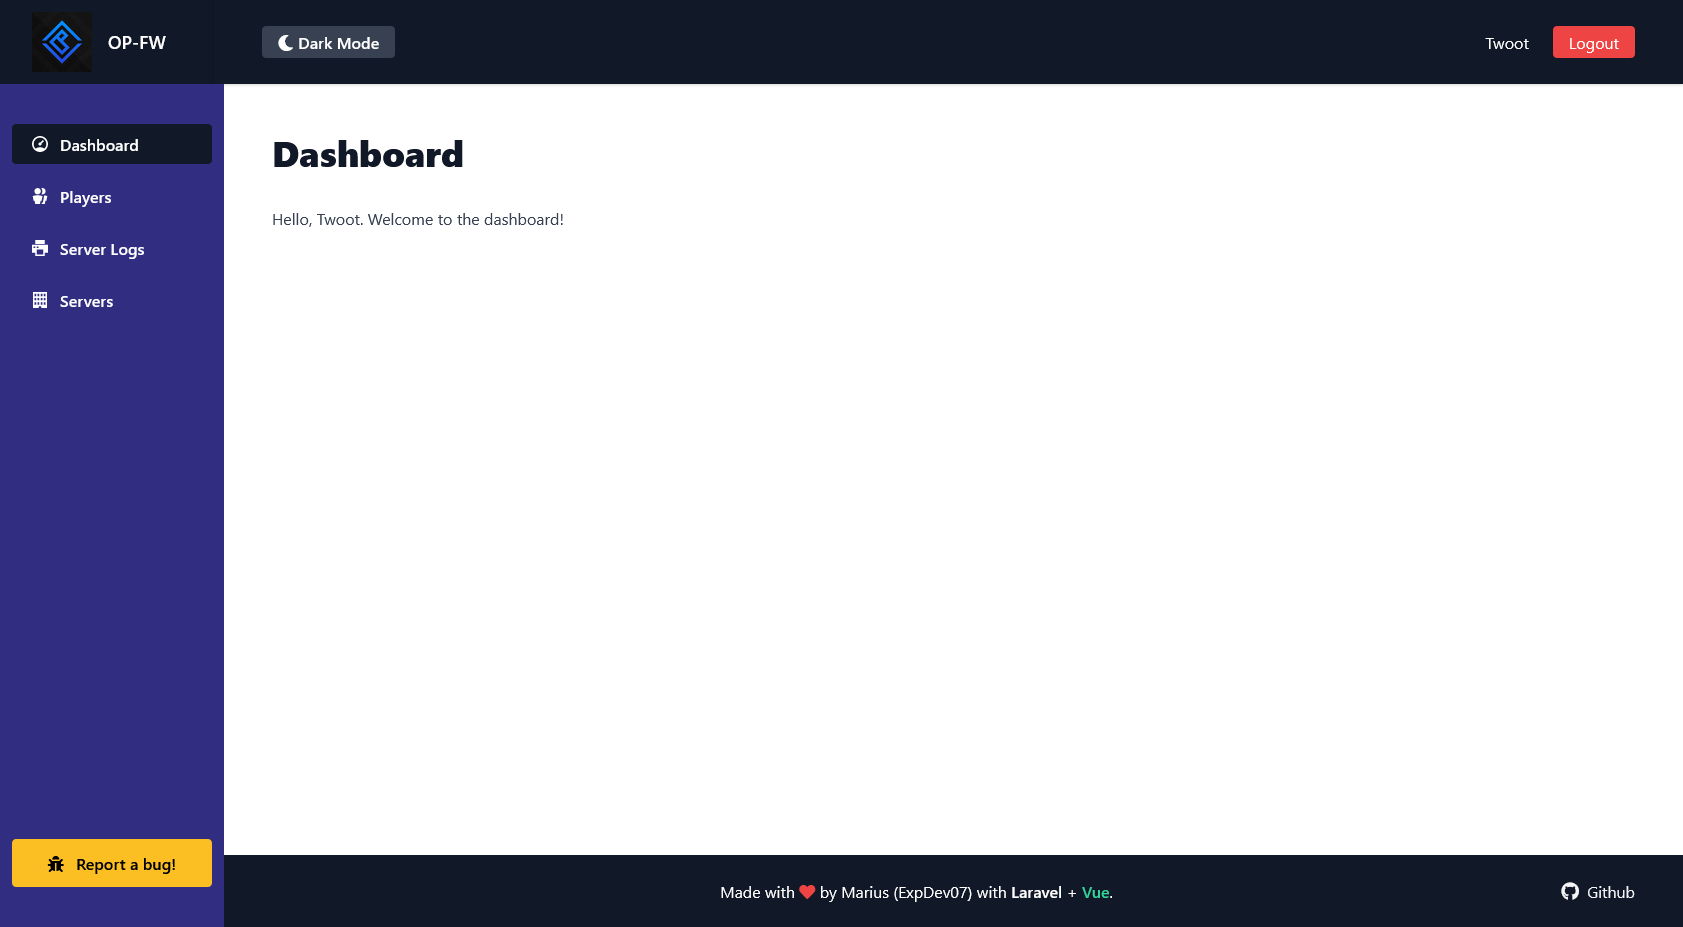 OP-FW
Dark Mode
Twoot
Logout
Dashboard
Players
Server Logs
Servers
Report a bug!
Dashboard
Hello, Twoot. Welcome to the dashboard!
Made with ❤ by Marius (ExpDev07) with Laravel + Vue.
Github